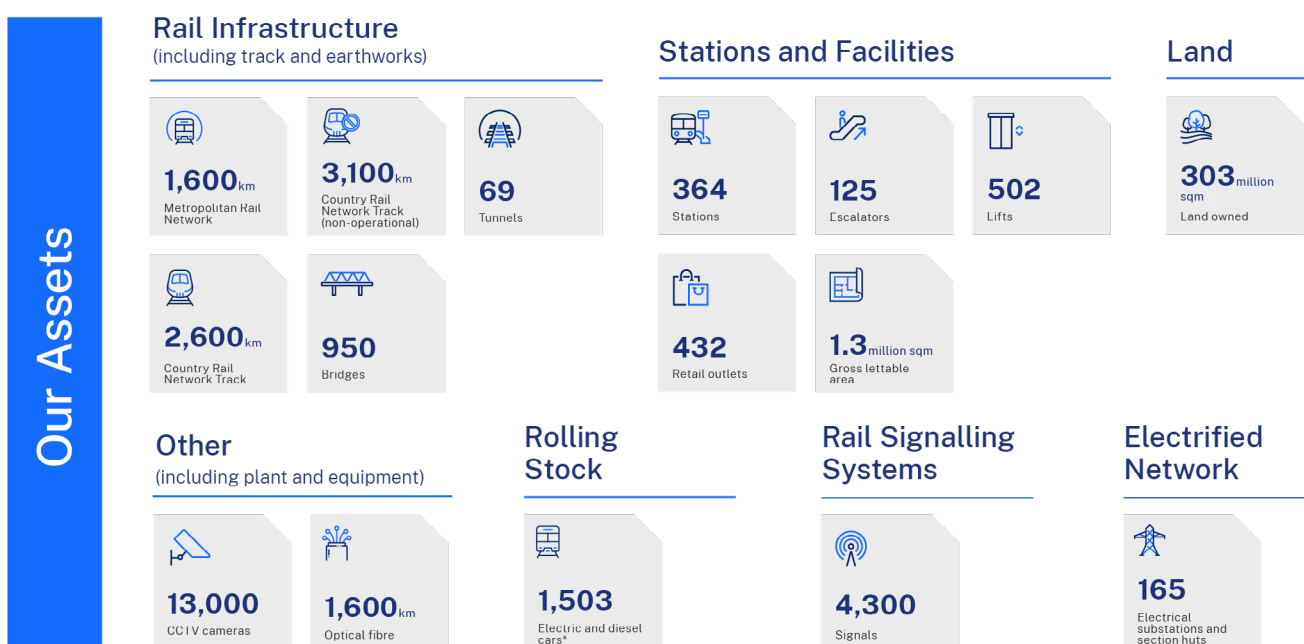 Our Assets
Rail Infrastructure
(including track and earthworks)
1,600km
Metropolitan Rail
Network
3,100km
Country Rail
Network Track
(non-operational)
69
Tunnels
2,600km
Country Rail
Network Track
950
Bridges
Stations and Facilities
364
Stations
125
Escalators
502
Lifts
432
Retail outlets
1.3 million sqm
Gross lettable
area
Land
303 million
sqm
Land owned
Other
(including plant and equipment)
13,000
CCTV cameras
1,600km
Optical fibre
Rolling
Stock
1,503
Electric and diesel
cars*
Rail Signalling
Systems
4,300
Signals
Electrified
Network
165
Electrical
substations and
section huts